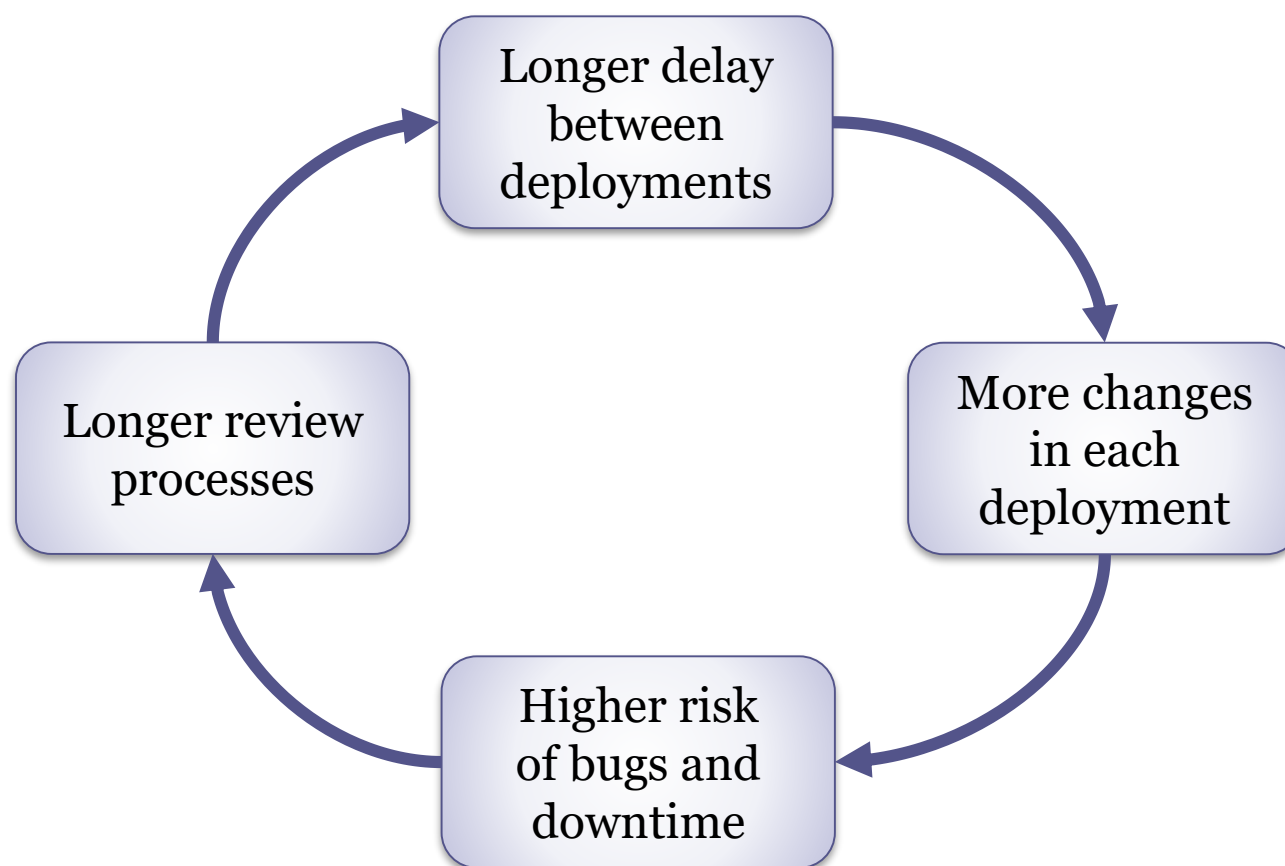 Longer delay
between
deployments
More changes
in each
deployment
Higher risk
of bugs and
downtime
Longer review
processes